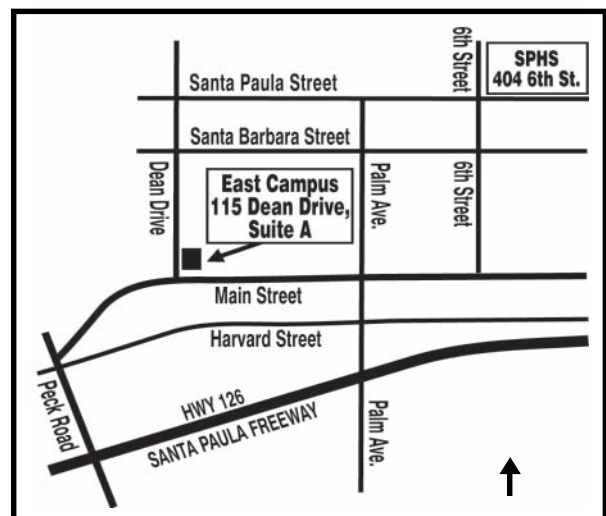 6th Street
SPHS
404 6th St.
Santa Paula Street
Santa Barbara Street
Dean Drive
East Campus
115 Dean Drive,
Suite A
Palm Ave.
6th Street
Main Street
Harvard Street
Peck Road
HWY 126
SANTA PAULA FREEWAY
Palm Ave.